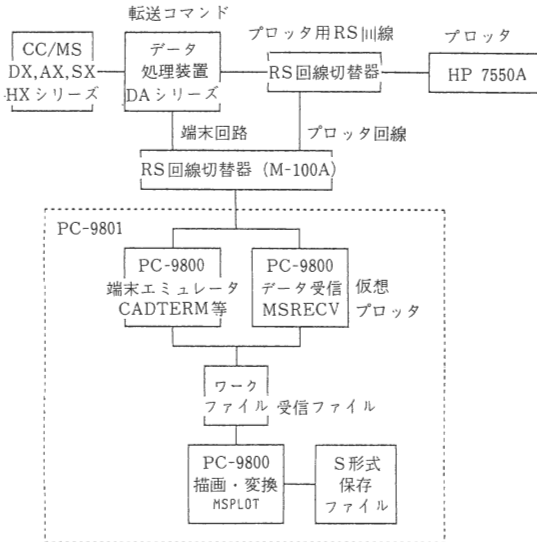 転送コマンド
CC/MS
DX,AX,SX
HXシリーズ
データ
処理装置
DAシリーズ
プロッタ用RS回線
RS回線切替器
プロッタ
HP 7550A
端末回路
プロッタ回線
RS回線切替器 (M-100A)
PC-9801
PC-9800
端末エミュレータ
CADTERM等
PC-9800
データ受信
MSRECV
仮想
プロッタ
ワーク
ファイル
受信ファイル
PC-9800
描画・変換
MSPLOT
S形式
保存
ファイル